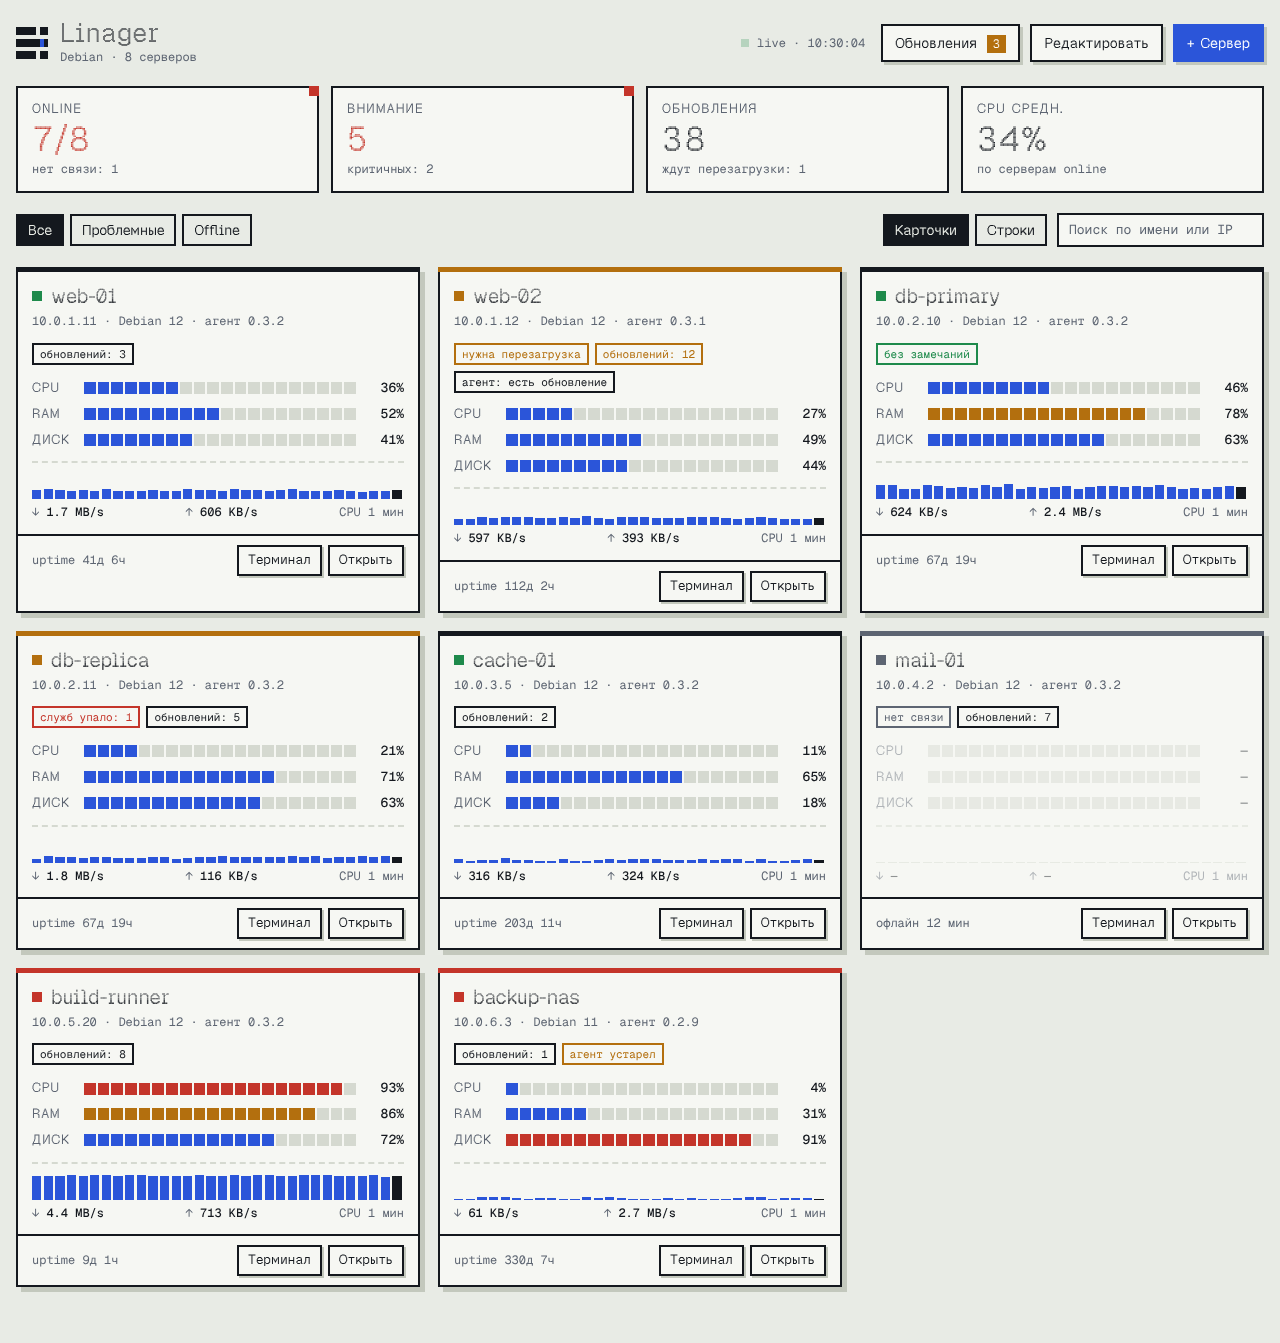 Linager
Debian · 8 серверов
live · 10:30:04
Обновления 3
Редактировать
+ Сервер
ONLINE
7/8
нет связи: 1
ВНИМАНИЕ
5
критичных: 2
ОБНОВЛЕНИЯ
38
ждут перезагрузки: 1
CPU СРЕДН.
34%
по серверам online
Все
Проблемные
Offline
Карточки
Строки
Поиск по имени или IP
web-01
10.0.1.11 · Debian 12 · агент 0.3.2
обновлений: 3
CPU 36%
RAM 52%
ДИСК 41%
↓ 1.7 MB/s ↑ 606 KB/s CPU 1 мин
uptime 41д 6ч Терминал Открыть
web-02
10.0.1.12 · Debian 12 · агент 0.3.1
нужна перезагрузка обновлений: 12
агент: есть обновление
CPU 27%
RAM 49%
ДИСК 44%
↓ 597 KB/s ↑ 393 KB/s CPU 1 мин
uptime 112д 2ч Терминал Открыть
db-primary
10.0.2.10 · Debian 12 · агент 0.3.2
без замечаний
CPU 46%
RAM 78%
ДИСК 63%
↓ 624 KB/s ↑ 2.4 MB/s CPU 1 мин
uptime 67д 19ч Терминал Открыть
db-replica
10.0.2.11 · Debian 12 · агент 0.3.2
служб упало: 1 обновлений: 5
CPU 21%
RAM 71%
ДИСК 63%
↓ 1.8 MB/s ↑ 116 KB/s CPU 1 мин
uptime 67д 19ч Терминал Открыть
cache-01
10.0.3.5 · Debian 12 · агент 0.3.2
обновлений: 2
CPU 11%
RAM 65%
ДИСК 18%
↓ 316 KB/s ↑ 324 KB/s CPU 1 мин
uptime 203д 11ч Терминал Открыть
mail-01
10.0.4.2 · Debian 12 · агент 0.3.2
нет связи обновлений: 7
CPU —
RAM —
ДИСК —
↓ — ↑ — CPU 1 мин
офлайн 12 мин Терминал Открыть
build-runner
10.0.5.20 · Debian 12 · агент 0.3.2
обновлений: 8
CPU 93%
RAM 86%
ДИСК 72%
↓ 4.4 MB/s ↑ 713 KB/s CPU 1 мин
uptime 9д 1ч Терминал Открыть
backup-nas
10.0.6.3 · Debian 11 · агент 0.2.9
обновлений: 1 агент устарел
CPU 4%
RAM 31%
ДИСК 91%
↓ 61 KB/s ↑ 2.7 MB/s CPU 1 мин
uptime 330д 7ч Терминал Открыть